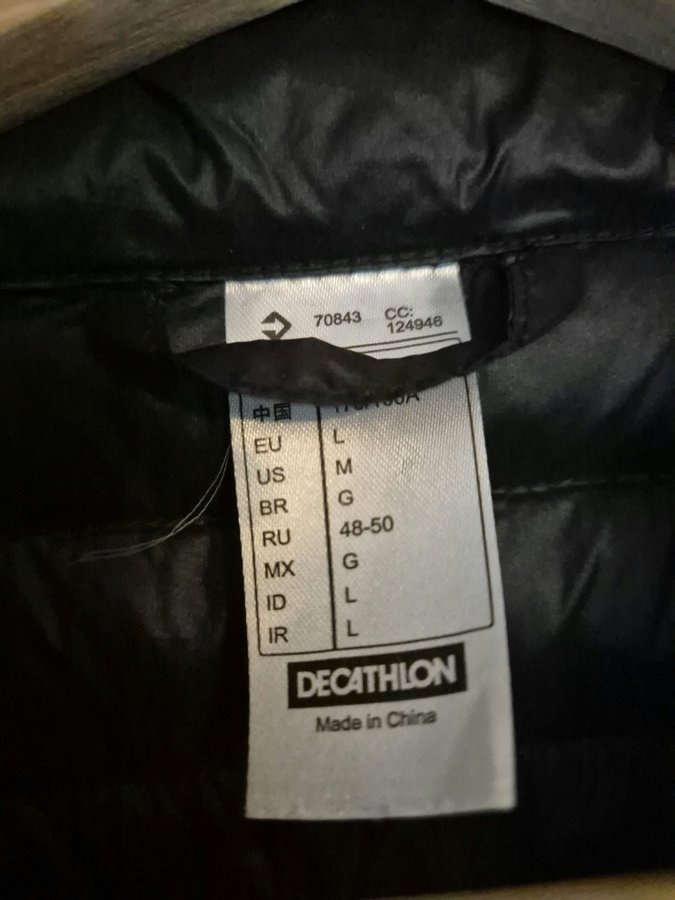 70843 CC:
124946
中国
EU L
US M
BR G
RU 48-50
MX G
ID L
IR L
DECATHLON
Made in China